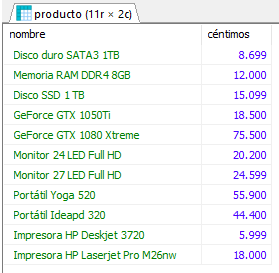 producto (11r × 2c)
nombre céntimos
Disco duro SATA3 1TB 8.699
Memoria RAM DDR4 8GB 12.000
Disco SSD 1 TB 15.099
GeForce GTX 1050Ti 18.500
GeForce GTX 1080 Xtreme 75.500
Monitor 24 LED Full HD 20.200
Monitor 27 LED Full HD 24.599
Portátil Yoga 520 55.900
Portátil Ideapd 320 44.400
Impresora HP Deskjet 3720 5.999
Impresora HP Laserjet Pro M26nw 18.000